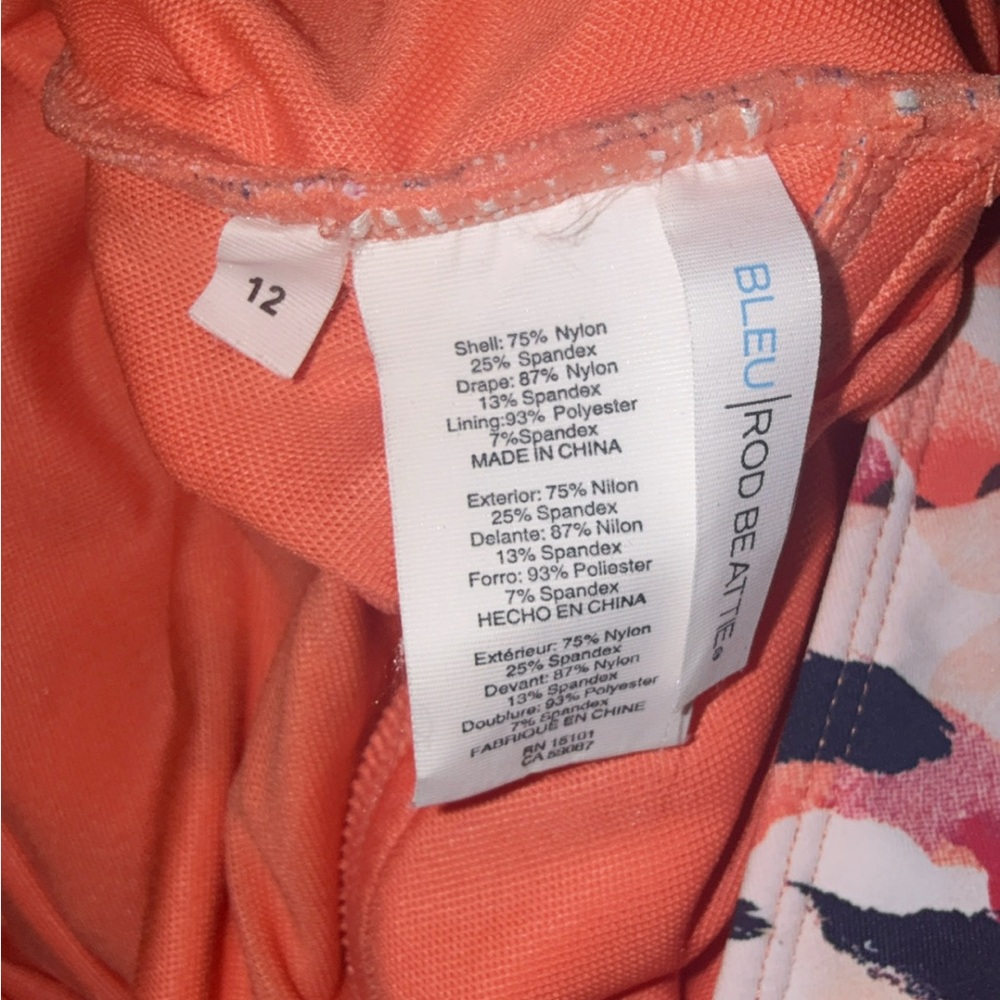 12
Shell: 75% Nylon
25% Spandex
Drape: 87% Nylon
13% Spandex
Lining:93% Polyester
7%Spandex
MADE IN CHINA
Exterior: 75% Nilon
25% Spandex
Delante: 87% Nilon
13% Spandex
Forro: 93% Poliester
7% Spandex
HECHO EN CHINA
Extérieur: 75% Nylon
25% Spandex
Devant: 87% Nylon
13% Spandex
Doublure: 93% Polyester
7% Spandex
FABRIQUÉ EN CHINE
RN 15101
CA 59087
BLEU|ROD BEATTIE®